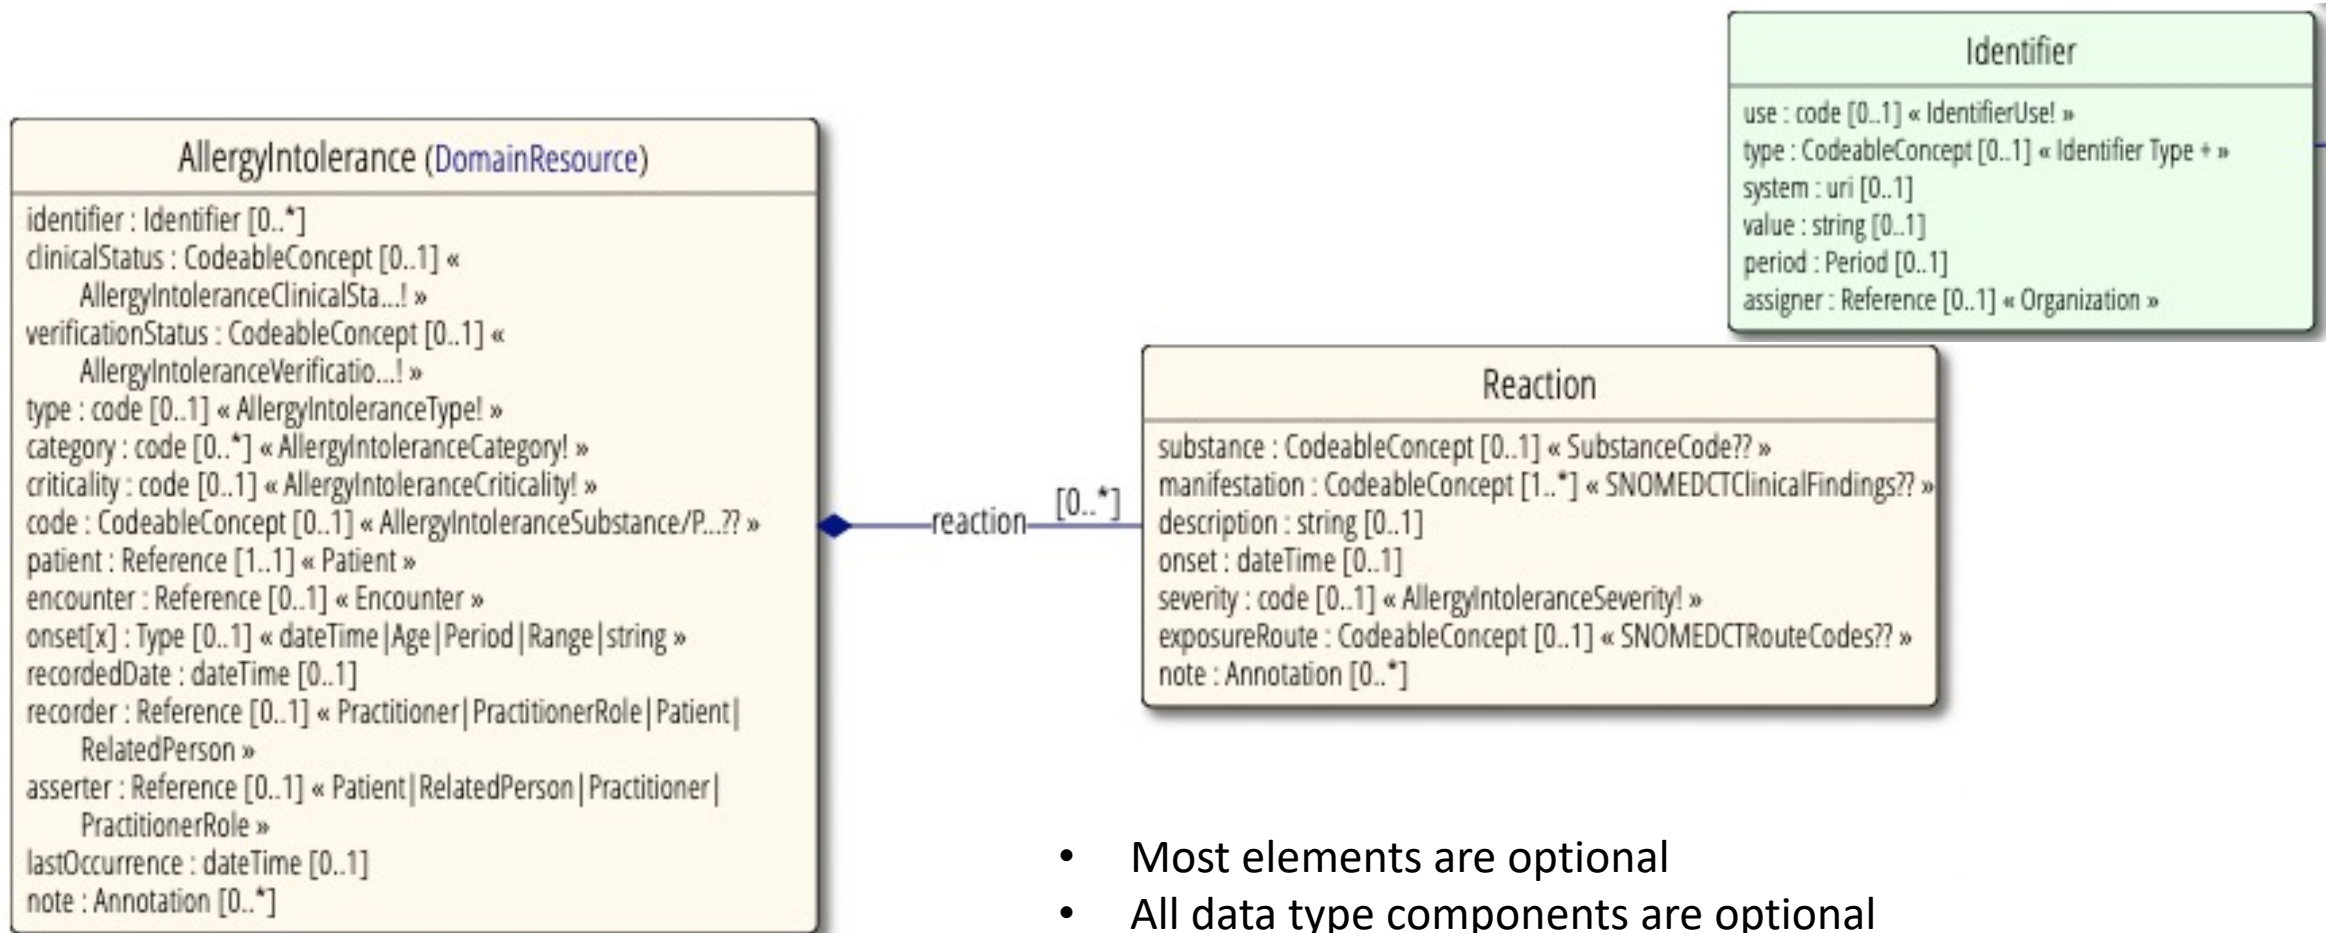 AllergyIntolerance (DomainResource)
identifier : Identifier [0..*]
clinicalStatus : CodeableConcept [0..1] «
AllergyIntoleranceClinicalSta...! »
verificationStatus : CodeableConcept [0..1] «
AllergyIntoleranceVerificatio...! »
type : code [0..1] « AllergyIntoleranceType! »
category : code [0..*] « AllergyIntoleranceCategory! »
criticality : code [0..1] « AllergyIntoleranceCriticality! »
code : CodeableConcept [0..1] « AllergyIntoleranceSubstance/P...?? »
patient : Reference [1..1] « Patient »
encounter : Reference [0..1] « Encounter »
onset[x] : Type [0..1] « dateTime|Age|Period|Range|string »
recordedDate : dateTime [0..1]
recorder : Reference [0..1] « Practitioner|PractitionerRole|Patient|
RelatedPerson »
asserter : Reference [0..1] « Patient|RelatedPerson|Practitioner|
PractitionerRole »
lastOccurrence : dateTime [0..1]
note : Annotation [0..*]
reaction
[0..*]
Identifier
use : code [0..1] « IdentifierUse! »
type : CodeableConcept [0..1] « Identifier Type + »
system : uri [0..1]
value : string [0..1]
period : Period [0..1]
assigner : Reference [0..1] « Organization »
Reaction
substance : CodeableConcept [0..1] « SubstanceCode?? »
manifestation : CodeableConcept [1..*] « SNOMEDCTClinicalFindings?? »
description : string [0..1]
onset : dateTime [0..1]
severity : code [0..1] « AllergyIntoleranceSeverity! »
exposureRoute : CodeableConcept [0..1] « SNOMEDCTRouteCodes?? »
note : Annotation [0..*]
• Most elements are optional
• All data type components are optional